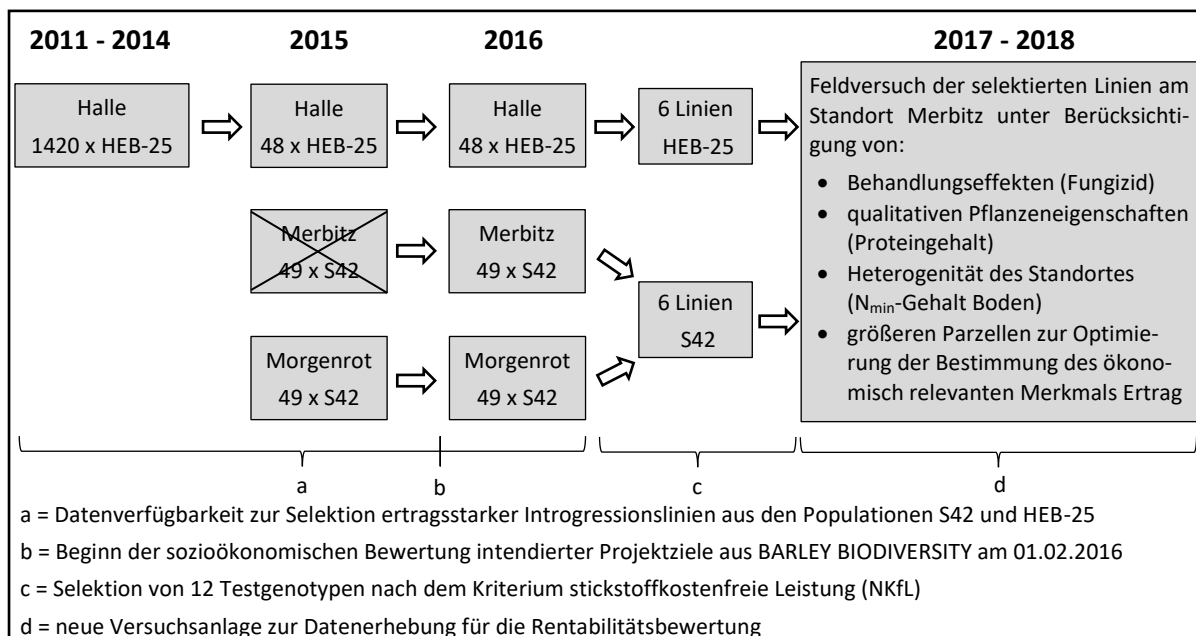 2011 - 2014
2015
2016
2017 - 2018
Halle
1420 x HEB-25
Halle
48 x HEB-25
Halle
48 x HEB-25
6 Linien
HEB-25
Merbitz
49 x S42
Merbitz
49 x S42
6 Linien
S42
Morgenrot
49 x S42
Morgenrot
49 x S42
Feldversuch der selektierten Linien am
Standort Merbitz unter Berücksichti-
gung von:
• Behandlungseffekten (Fungizid)
• qualitativen Pflanzeneigenschaften
(Proteingehalt)
• Heterogenität des Standortes
(Nmin-Gehalt Boden)
• größeren Parzellen zur Optimie-
rung der Bestimmung des ökono-
misch relevanten Merkmals Ertrag
a
b
c
d
a = Datenverfügbarkeit zur Selektion ertragsstarker Introgressionslinien aus den Populationen S42 und HEB-25
b = Beginn der sozioökonomischen Bewertung intendierter Projektziele aus BARLEY BIODIVERSITY am 01.02.2016
c = Selektion von 12 Testgenotypen nach dem Kriterium stickstoffkostenfreie Leistung (NKfL)
d = neue Versuchsanlage zur Datenerhebung für die Rentabilitätsbewertung